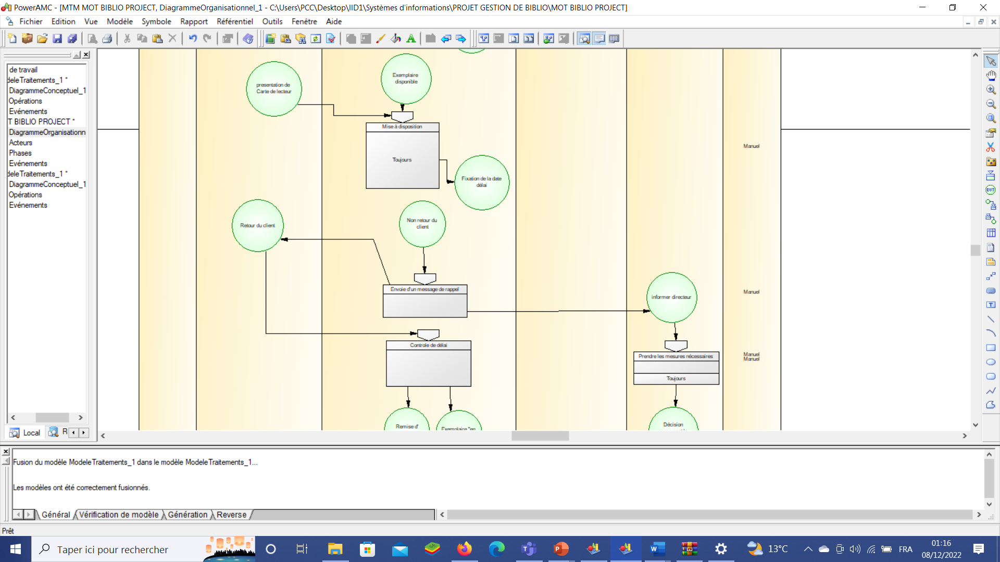 PowerAMC - [MTM MOT BIBLIO PROJECT, DiagrammeOrganisationnel_1 - C:\Users\PCC\Desktop\IID1\Systèmes d'informations\PROJET GESTION DE BIBLIO\MOT BIBLIO PROJECT]
Fichier Edition Vue Modèle Symbole Rapport Référentiel Outils Fenêtre Aide
de travail
deleTraitements_1 *
DiagrammeConceptuel_1
Opérations
Evénements
T BIBLIO PROJECT *
DiagrammeOrganisationn
Acteurs
Phases
Evénements
deleTraitements_1 *
DiagrammeConceptuel_1
Opérations
Evénements
Local R
presentation de
Carte de lecteur
Exemplaire
disponible
Mise à disposition
Toujours
Fixation de la date
délai
Manuel
Retour du client
Non retour du
client
Envoie d'un message de rappel
informer directeur
Manuel
Controle de délai
Prendre les mesures nécessaires
Toujours
Manuel
Manuel
Remise d'
Exemplaire "en
Décision
EVT
T
Fusion du modèle ModeleTraitements_1 dans le modèle ModeleTraitements_1...
Les modèles ont été correctement fusionnés.
Général Vérification de modèle Génération Reverse
Prêt
Taper ici pour rechercher
13°C
FRA
01:16
08/12/2022